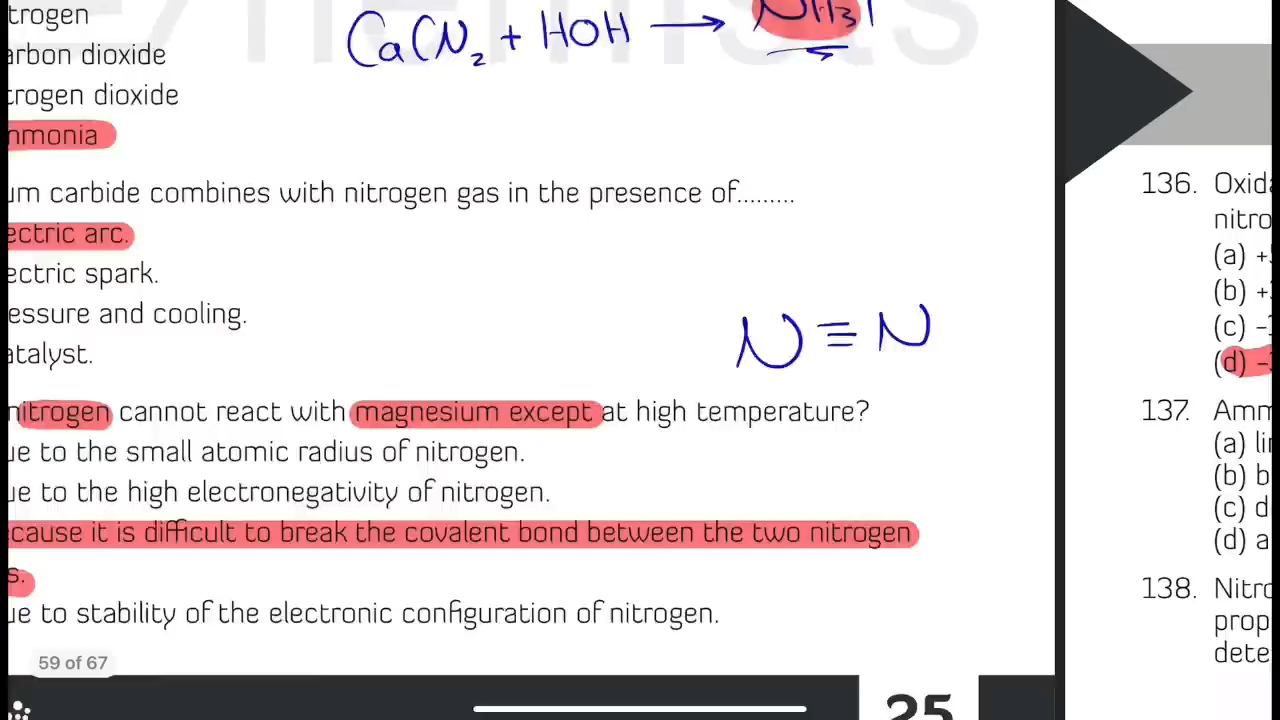 trogen
CaCN₂ + HOH → NH3↑
arbon dioxide
trogen dioxide
mmonia
um carbide combines with nitrogen gas in the presence of.........
ectric arc.
ectric spark.
essure and cooling.
atalyst.
N≡N
nitrogen cannot react with magnesium except at high temperature?
ue to the small atomic radius of nitrogen.
ue to the high electronegativity of nitrogen.
cause it is difficult to break the covalent bond between the two nitrogen
s.
ue to stability of the electronic configuration of nitrogen.
59 of 67
25
136. Oxida
nitro
(a) +
(b) +
(c) -
(d) -
137. Amm
(a) lin
(b) b
(c) d
(d) a
138. Nitro
prop
dete